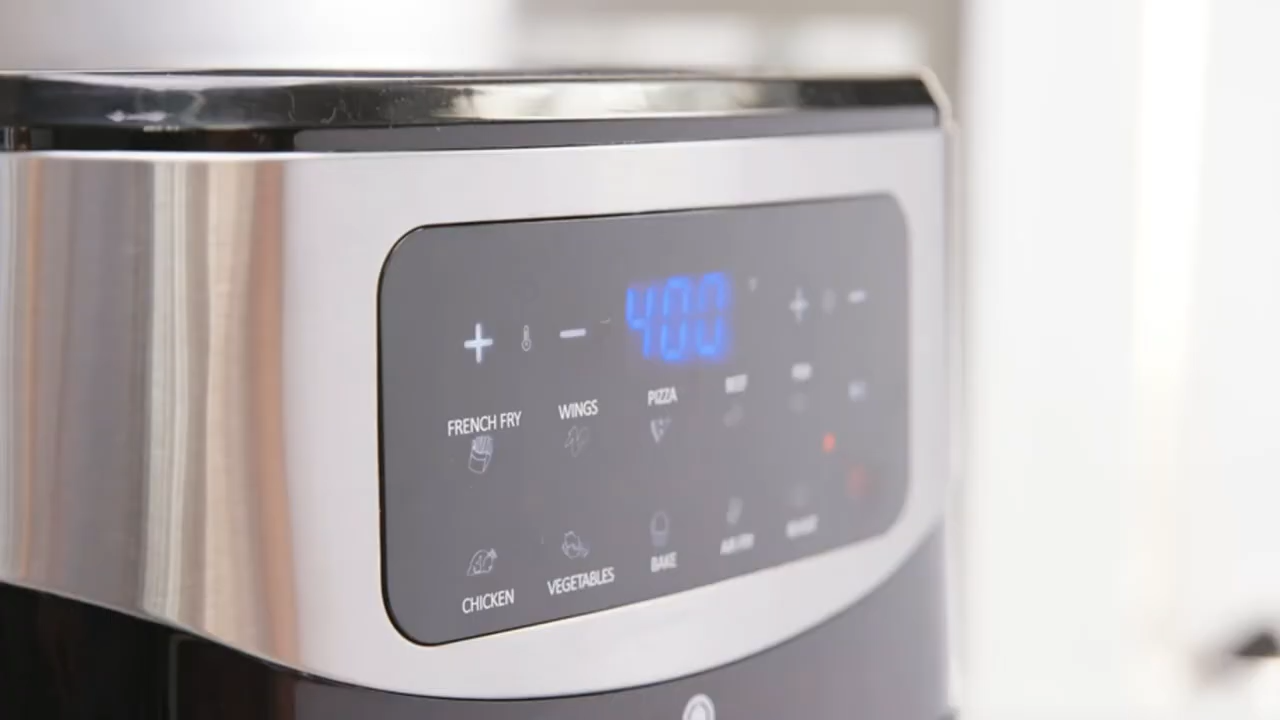 400
FRENCH FRY
WINGS
PIZZA
BEEF
CHICKEN
VEGETABLES
BAKE
AIR FRY